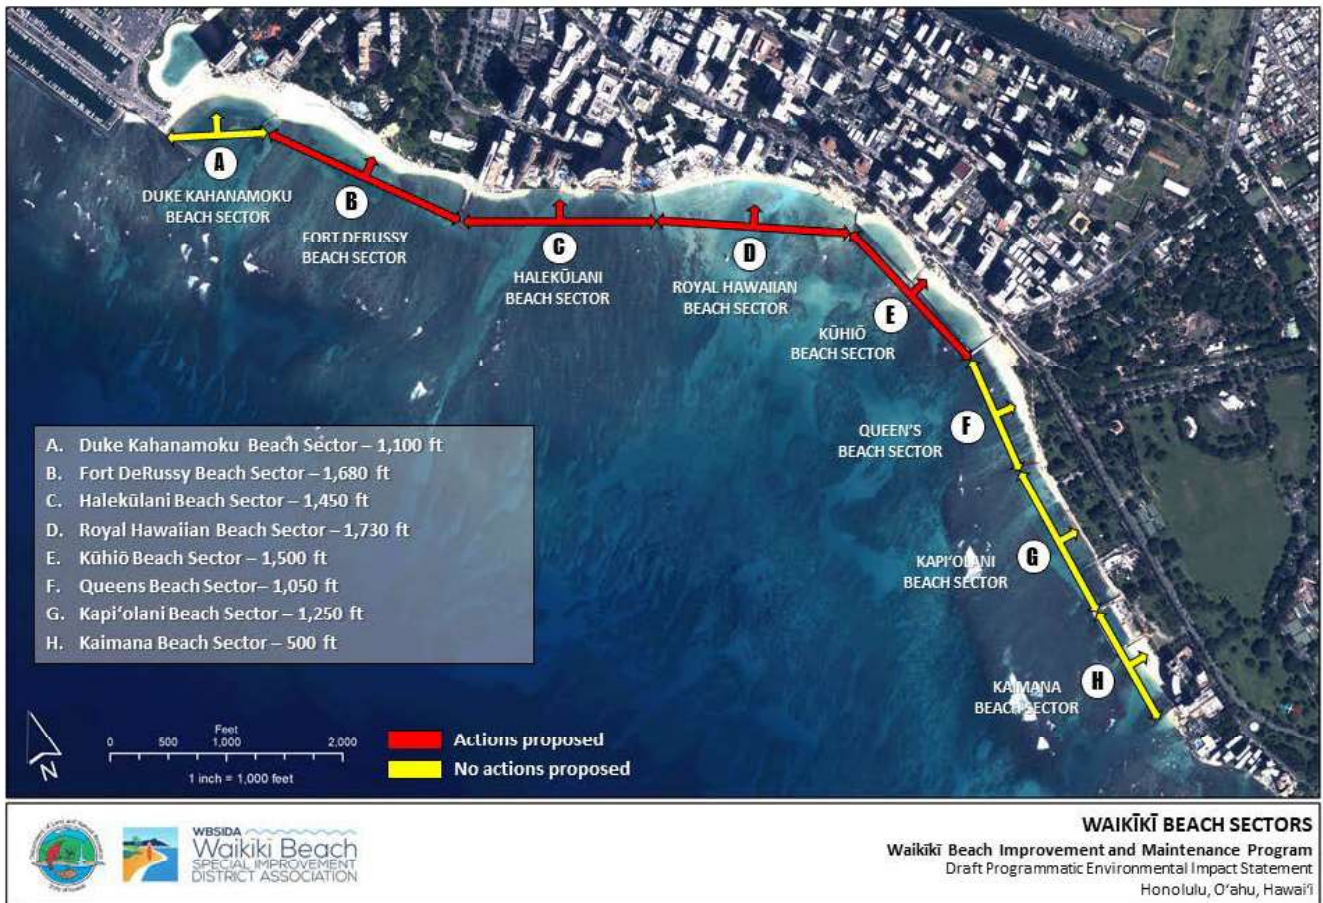 A
DUKE KAHANAMOKU
BEACH SECTOR
B
FORT DERUSSY
BEACH SECTOR
C
HALEKŪLANI
BEACH SECTOR
D
ROYAL HAWAIIAN
BEACH SECTOR
E
KŪHIŌ
BEACH SECTOR
F
QUEEN'S
BEACH SECTOR
G
KAPI‘OLANI
BEACH SECTOR
H
KAIMANA
BEACH SECTOR
A. Duke Kahanamoku Beach Sector – 1,100 ft
B. Fort DeRussy Beach Sector – 1,680 ft
C. Halekūlani Beach Sector – 1,450 ft
D. Royal Hawaiian Beach Sector – 1,730 ft
E. Kūhiō Beach Sector – 1,500 ft
F. Queens Beach Sector– 1,050 ft
G. Kapi‘olani Beach Sector – 1,250 ft
H. Kaimana Beach Sector – 500 ft
N
Feet
0 500 1,000 2,000
1 inch = 1,000 feet
Actions proposed
No actions proposed
WBSIDA
Waikīkī Beach
SPECIAL IMPROVEMENT
DISTRICT ASSOCIATION
WAIKĪKĪ BEACH SECTORS
Waikīkī Beach Improvement and Maintenance Program
Draft Programmatic Environmental Impact Statement
Honolulu, O‘ahu, Hawai‘i